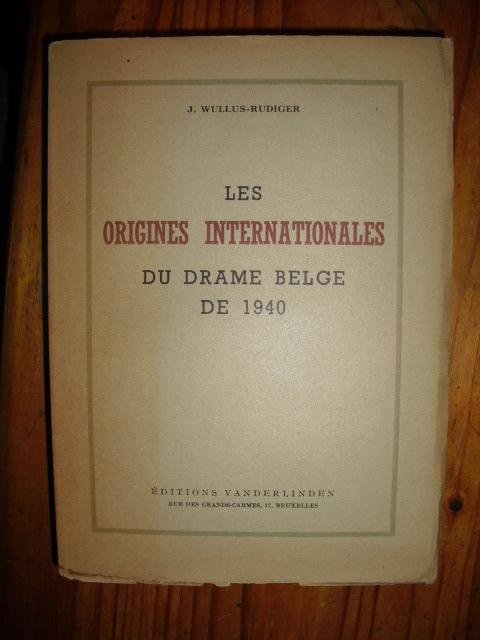 J. WULLUS-RUDIGER
LES
ORIGINES INTERNATIONALES
DU DRAME BELGE
DE 1940
ÉDITIONS VANDERLINDEN
RUE DES GRANDS-CARMES, 17, BRUXELLES